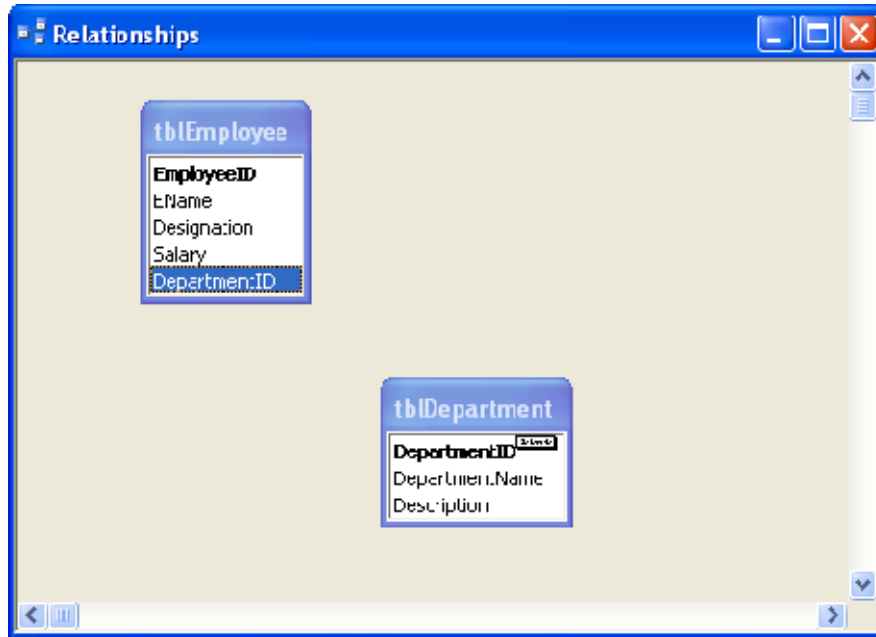 Relationships
tblEmployee
EmployeeID
EName
Designation
Salary
DepartmentID
tblDepartment
DepartmentID
DepartmentName
Description